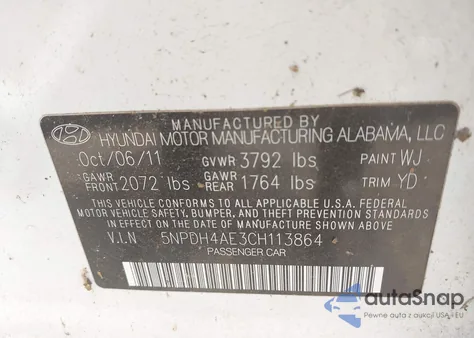 MANUFACTURED BY
HYUNDAI MOTOR MANUFACTURING ALABAMA, LLC
Oct/06/11 GVWR 3792 lbs PAINT WJ
GAWR FRONT 2072 lbs GAWR REAR 1764 lbs TRIM YD
THIS VEHICLE CONFORMS TO ALL APPLICABLE U.S.A. FEDERAL
MOTOR VEHICLE SAFETY, BUMPER, AND THEFT PREVENTION STANDARDS
IN EFFECT ON THE DATE OF MANUFACTURE SHOWN ABOVE.
V.I.N 5NPDH4AE3CH113864
PASSENGER CAR
autoSnap
Pewne auta z aukcji USA i EU